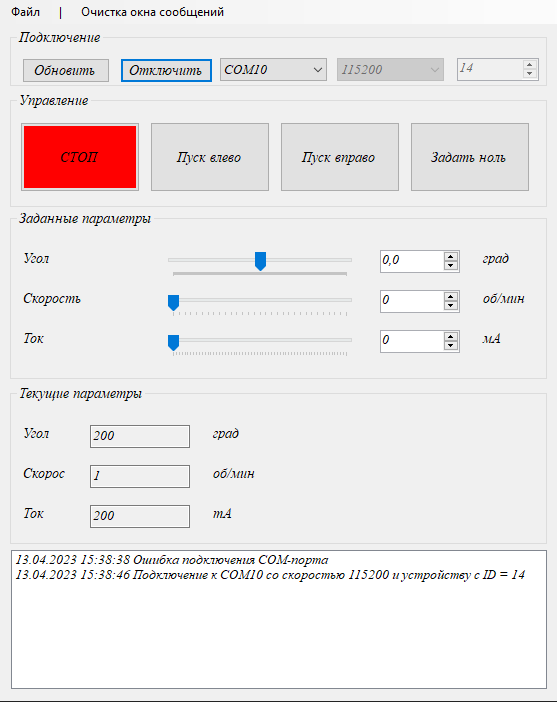 Файл | Очистка окна сообщений
Подключение
Обновить Отключить COM10 115200 14
Управление
СТОП Пуск влево Пуск вправо Задать ноль
Заданные параметры
Угол 0,0 град
Скорость 0 об/мин
Ток 0 мА
Текущие параметры
Угол 200 град
Скорос 1 об/мин
Ток 200 mA
13.04.2023 15:38:38 Ошибка подключения COM-порта
13.04.2023 15:38:46 Подключение к COM10 со скоростью 115200 и устройству с ID = 14